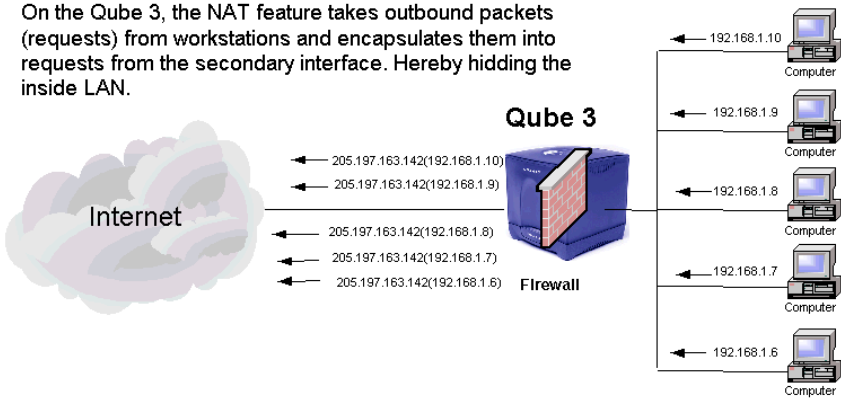 On the Qube 3, the NAT feature takes outbound packets
(requests) from workstations and encapsulates them into
requests from the secondary interface. Hereby hidding the
inside LAN.
192.168.1.10
Computer
Qube 3
192.168.1.9
Computer
205.197.163.142(192.168.1.10)
205.197.163.142(192.168.1.9)
192.168.1.8
Computer
Internet
205.197.163.142(192.168.1.8)
205.197.163.142(192.168.1.7)
205.197.163.142(192.168.1.6)
FIrewall
192.168.1.7
Computer
192.168.1.6
Computer